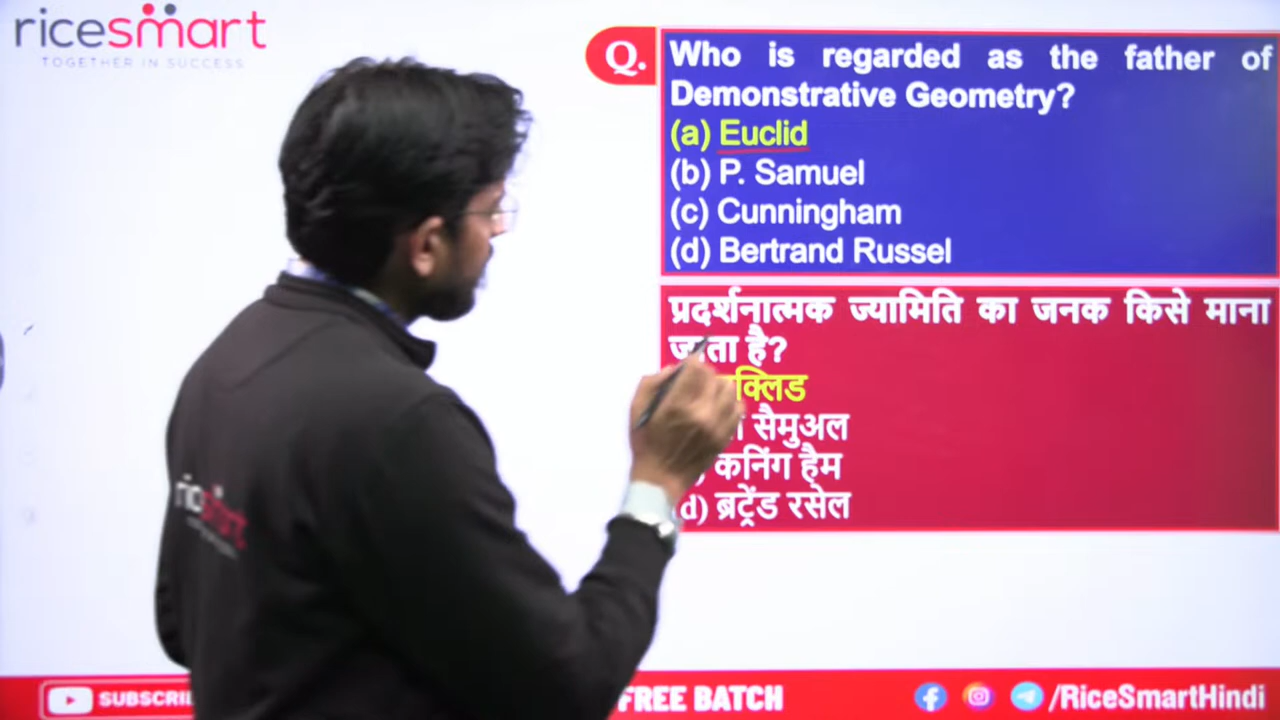 ricesmart
TOGETHER IN SUCCESS
Q. Who is regarded as the father of
Demonstrative Geometry?
(a) Euclid
(b) P. Samuel
(c) Cunningham
(d) Bertrand Russel
प्रदर्शनात्मक ज्यामिति का जनक किसे माना
जाता है?
सैमुअल
कनिंग हैम
(d) ब्रट्रेंड रसेल
FREE BATCH
/RiceSmartHindi